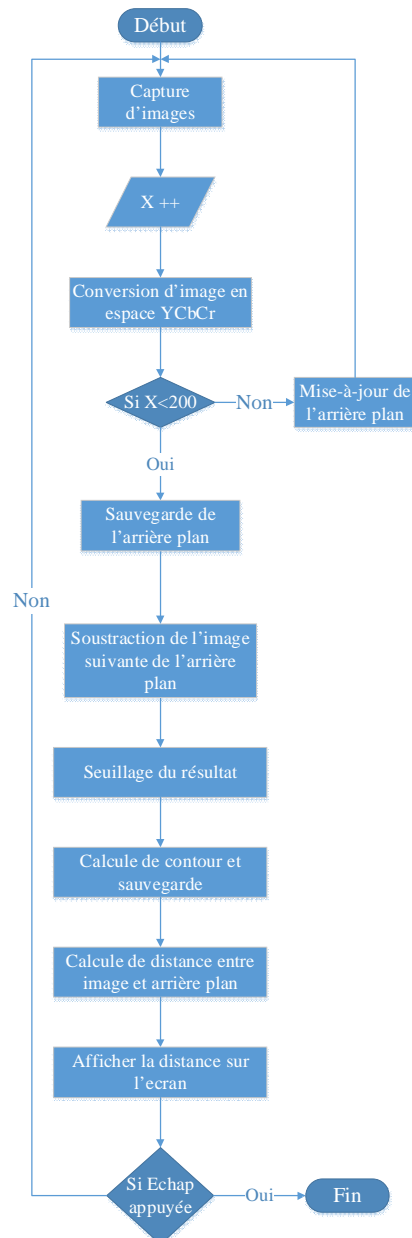 Début
Capture
d'images
X ++
Conversion d'image en
espace YCbCr
Si X<200
Non
Mise-à-jour de
l'arrière plan
Oui
Sauvegarde de
l'arrière plan
Non
Soustraction de l'image
suivante de l'arrière
plan
Seuillage du résultat
Calcule de contour et
sauvegarde
Calcule de distance entre
image et arrière plan
Afficher la distance sur
l'ecran
Si Echap
appuyée
Oui
Fin